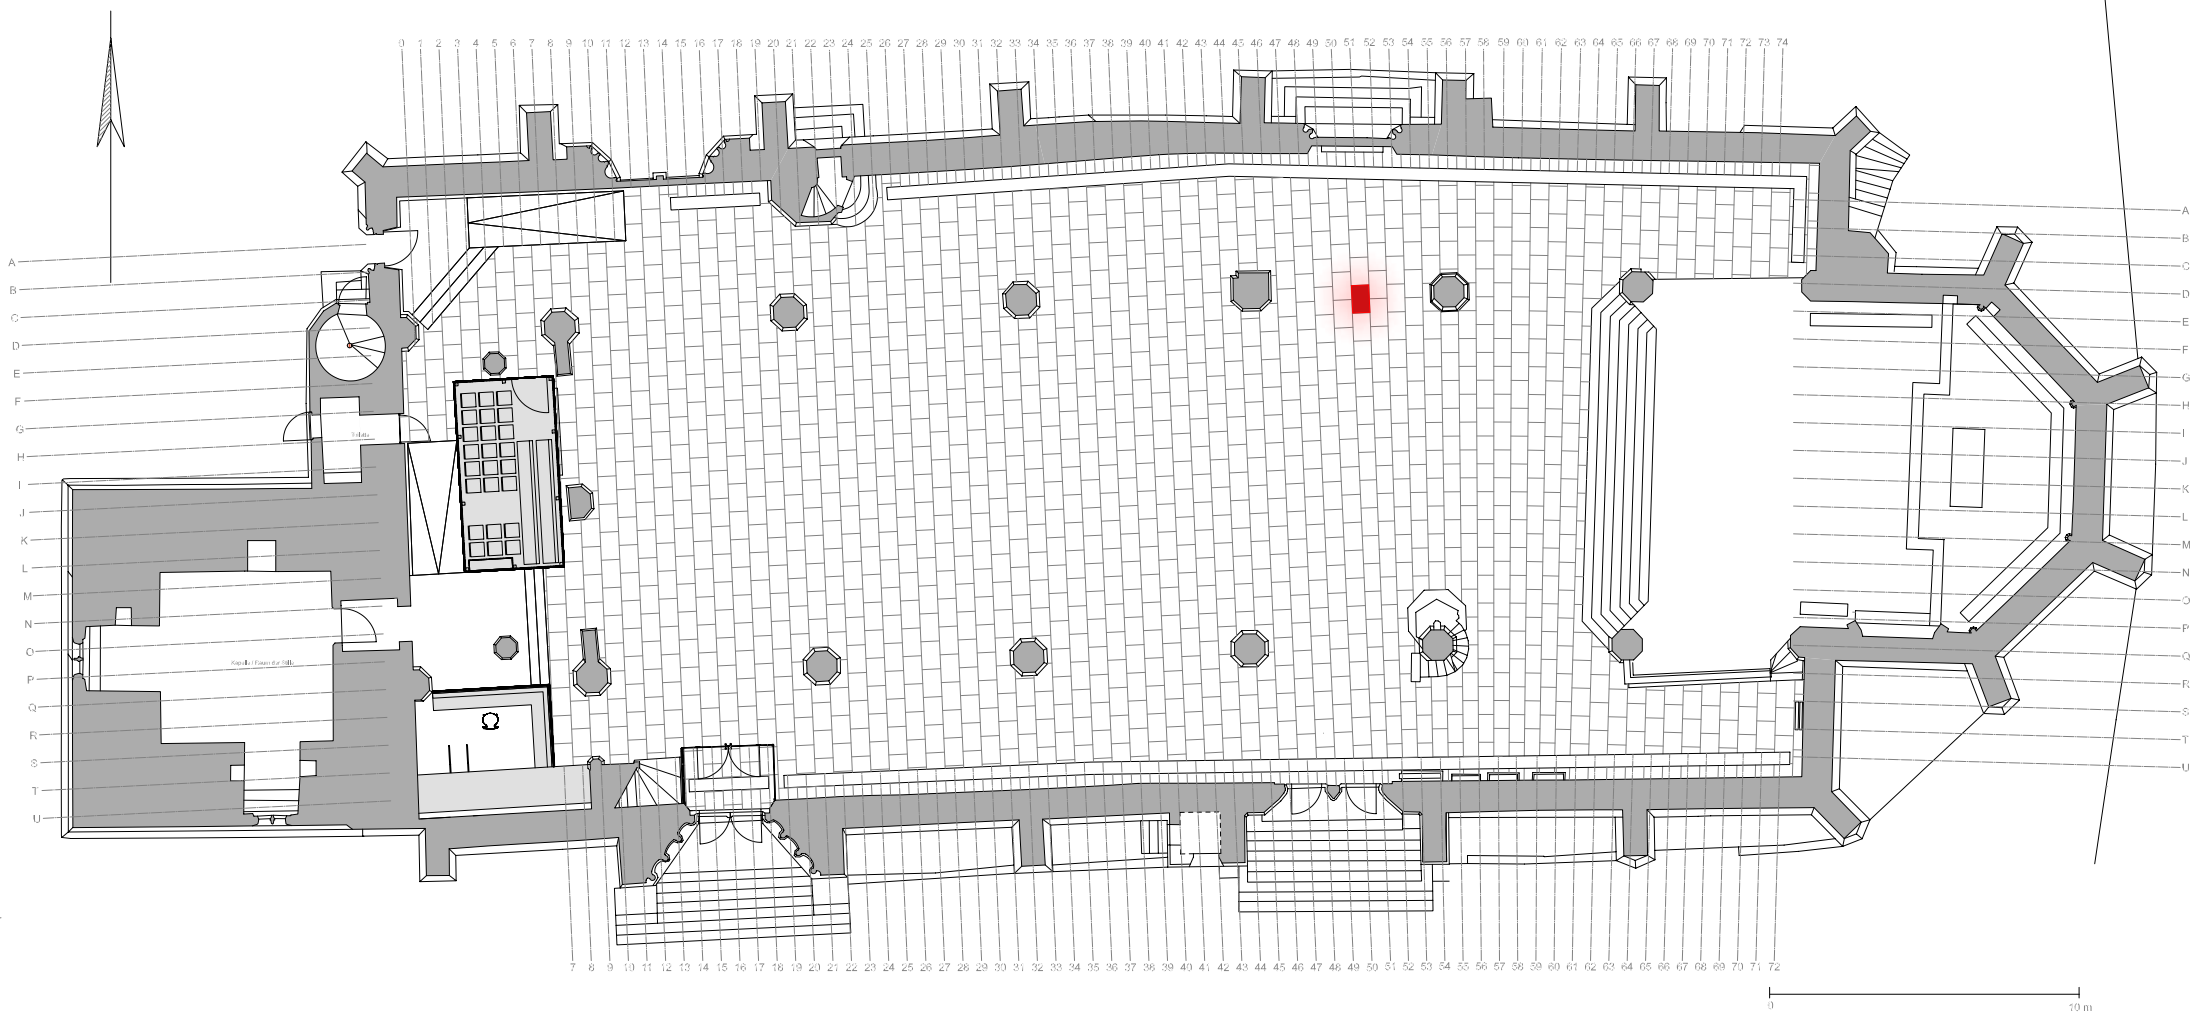 0 1 2 3 4 5 6 7 8 9 10 11 12 13 14 15 16 17 18 19 20 21 22 23 24 25 26 27 28 29 30 31 32 33 34 35 36 37 38 39 40 41 42 43 44 45 46 47 48 49 50 51 52 53 54 55 56 57 58 59 60 61 62 63 64 65 66 67 68 69 70 71 72 73 74
A
B
C
D
E
F
G
H
I
J
K
L
M
N
O
P
Q
R
S
T
U
A
B
C
D
E
F
G
H
I
J
K
L
M
N
O
P
Q
R
S
T
U
7 8 9 10 11 12 13 14 15 16 17 18 19 20 21 22 23 24 25 26 27 28 29 30 31 32 33 34 35 36 37 38 39 40 41 42 43 44 45 46 47 48 49 50 51 52 53 54 55 56 57 58 59 60 61 62 63 64 65 66 67 68 69 70 71 72
0 10 m